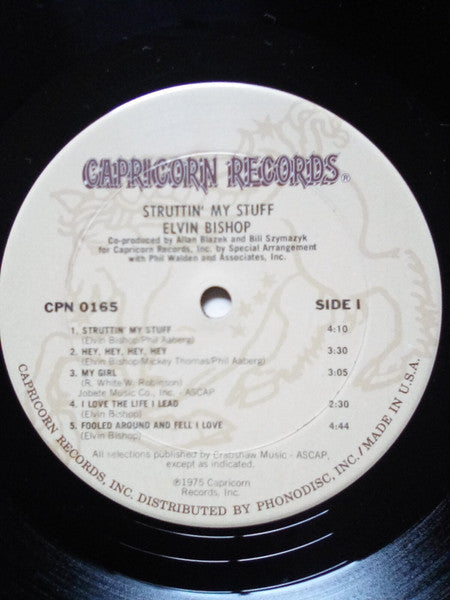 CAPRICORN RECORDS®
STRUTTIN' MY STUFF
ELVIN BISHOP
Co-produced by Allan Blazek and Bill Szymazyk
for Capricorn Records, Inc. by Special Arrangement
with Phil Walden and Associates, Inc.
CPN 0165
SIDE I
1. STRUTTIN' MY STUFF 4:10
(Elvin Bishop/Phil Aaberg)
2. HEY, HEY, HEY, HEY 3:30
(Elvin Bishop/Mickey Thomas/Phil Aaberg)
3. MY GIRL 3:05
(R. White W. Robinson)
Jobete Music Co., Inc. - ASCAP
4. I LOVE THE LIFE I LEAD 2:30
(Elvin Bishop)
5. FOOLED AROUND AND FELL I LOVE 4:44
(Elvin Bishop)
All selections published by Bradshaw Music - ASCAP,
except as indicated.
℗1975 Capricorn
Records, Inc.
CAPRICORN RECORDS, INC. DISTRIBUTED BY PHONODISC, INC. / MADE IN U.S.A.